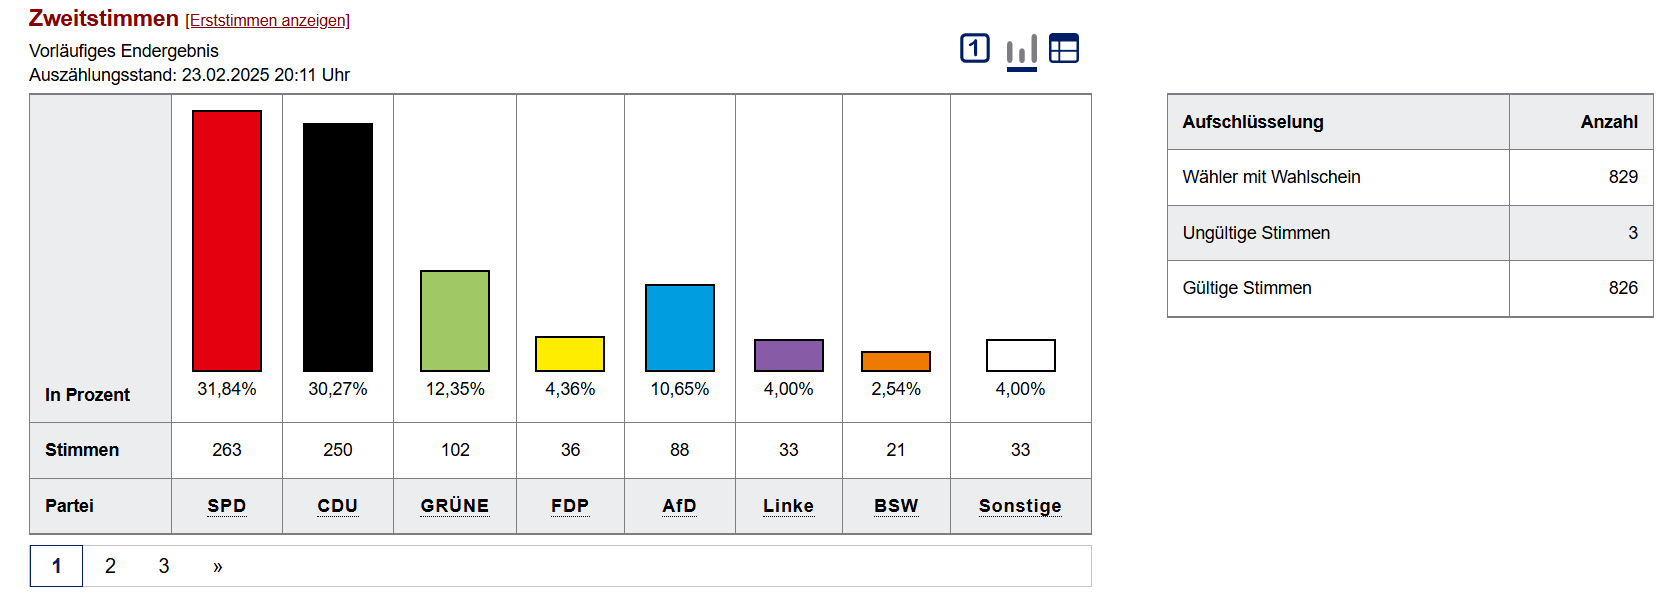 Zweitstimmen [Erststimmen anzeigen]
Vorläufiges Endergebnis
Auszählungsstand: 23.02.2025 20:11 Uhr
1
In Prozent 31,84% 30,27% 12,35% 4,36% 10,65% 4,00% 2,54% 4,00%
Stimmen 263 250 102 36 88 33 21 33
Partei SPD CDU GRÜNE FDP AfD Linke BSW Sonstige
1 2 3 »
Aufschlüsselung Anzahl
Wähler mit Wahlschein 829
Ungültige Stimmen 3
Gültige Stimmen 826